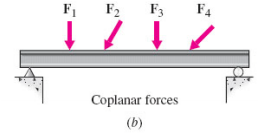 F₁ F₂ F₃ F₄
Coplanar forces
(b)